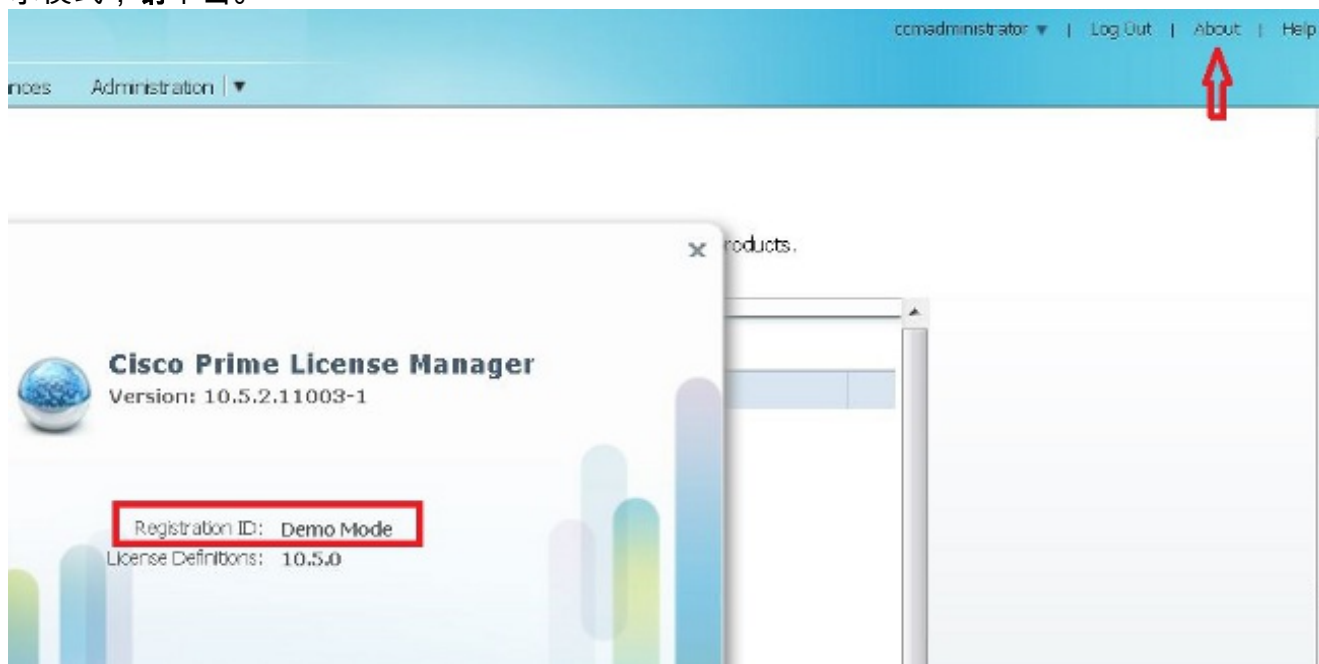 ccmadministrator ▼ | Log Out | About | Help
Administration | ▼
roducts.
x
Cisco Prime License Manager
Version: 10.5.2.11003-1
Registration ID: Demo Mode
License Definitions: 10.5.0